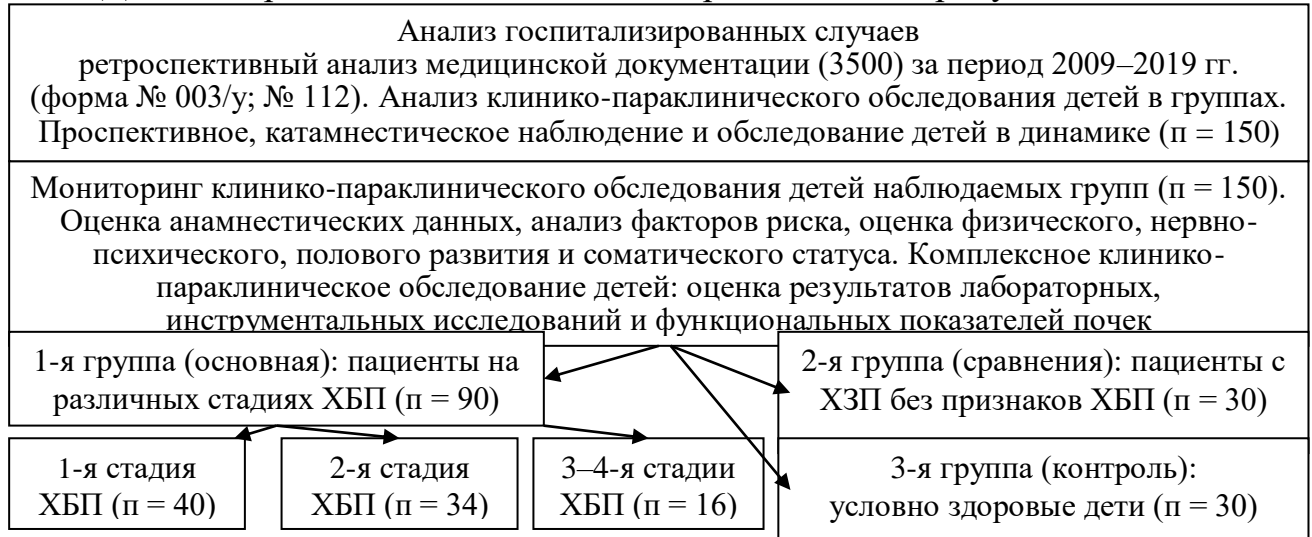 Анализ госпитализированных случаев
ретроспективный анализ медицинской документации (3500) за период 2009–2019 гг.
(форма № 003/у; № 112). Анализ клинико-параклинического обследования детей в группах.
Проспективное, катамнестическое наблюдение и обследование детей в динамике (п = 150)
Мониторинг клинико-параклинического обследования детей наблюдаемых групп (п = 150).
Оценка анамнестических данных, анализ факторов риска, оценка физического, нервно-
психического, полового развития и соматического статуса. Комплексное клинико-
параклиническое обследование детей: оценка результатов лабораторных,
инструментальных исследований и функциональных показателей почек
1-я группа (основная): пациенты на
различных стадиях ХБП (п = 90)
2-я группа (сравнения): пациенты с
ХЗП без признаков ХБП (п = 30)
1-я стадия
ХБП (п = 40)
2-я стадия
ХБП (п = 34)
3–4-я стадии
ХБП (п = 16)
3-я группа (контроль):
условно здоровые дети (п = 30)